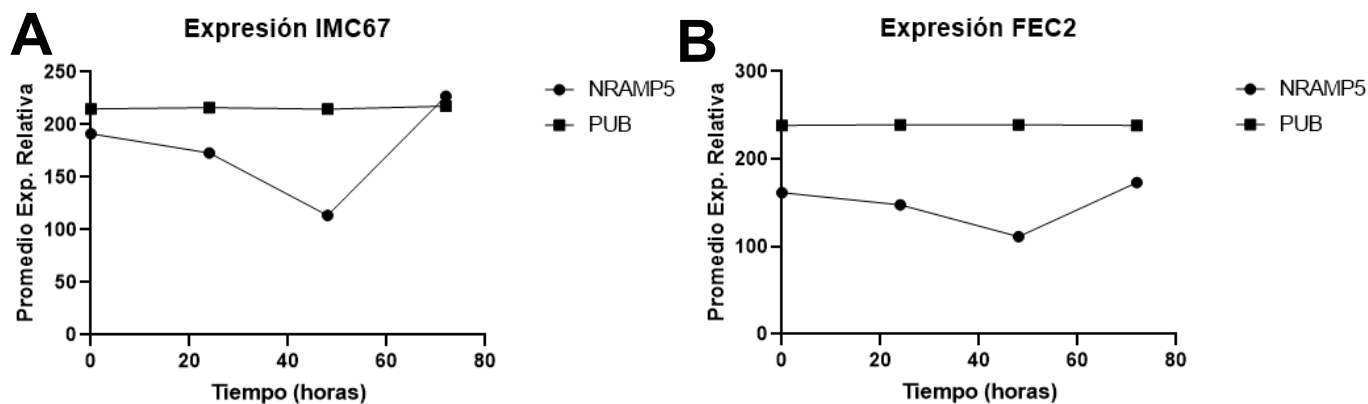 A
Expresión IMC67
Promedio Exp. Relativa
250
200
150
100
50
0
0 20 40 60 80
Tiempo (horas)
NRAMP5
PUB
B
Expresión FEC2
Promedio Exp. Relativa
300
200
100
0
0 20 40 60 80
Tiempo (horas)
NRAMP5
PUB